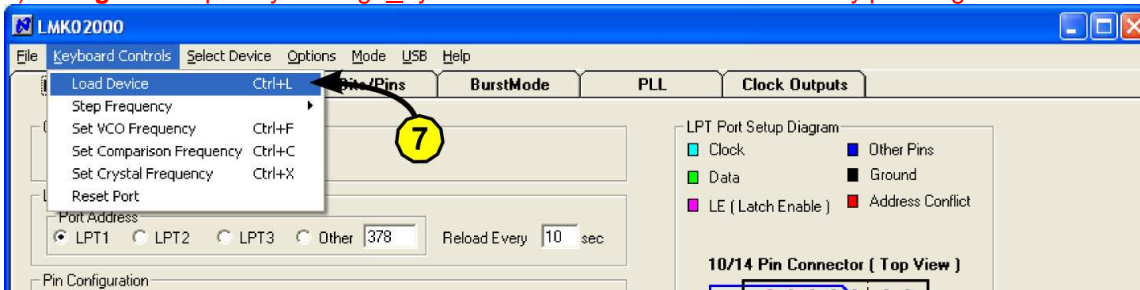 LMK02000
File Keyboard Controls Select Device Options Mode USB Help
Load Device Ctrl+L
Step Frequency
Set VCO Frequency Ctrl+F
Set Comparison Frequency Ctrl+C
Set Crystal Frequency Ctrl+X
Reset Port
Bits/Pins BurstMode PLL Clock Outputs
7
Port Address
LPT1 LPT2 LPT3 Other 378 Reload Every 10 sec
Pin Configuration
LPT Port Setup Diagram
Clock Other Pins
Data Ground
LE ( Latch Enable ) Address Conflict
10/14 Pin Connector ( Top View )